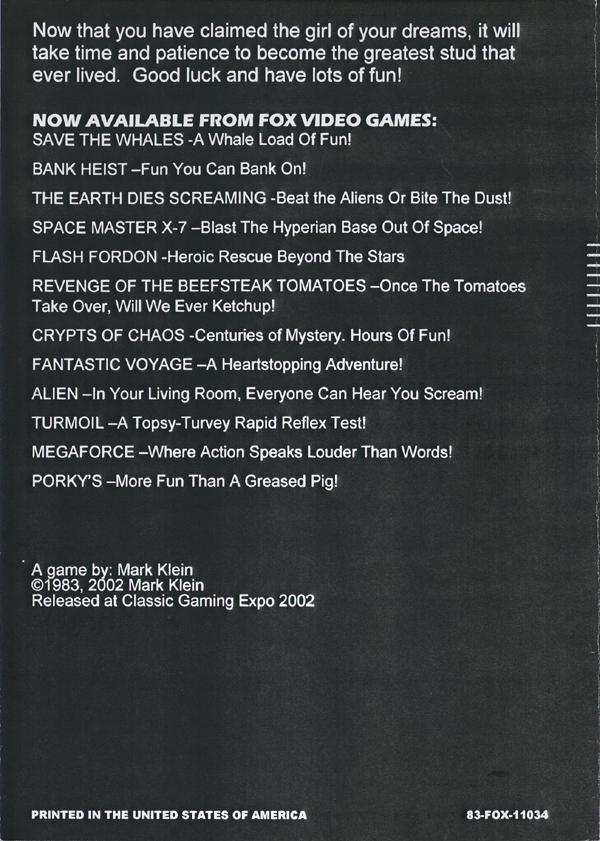 Now that you have claimed the girl of your dreams, it will
take time and patience to become the greatest stud that
ever lived.  Good luck and have lots of fun!
NOW AVAILABLE FROM FOX VIDEO GAMES:
SAVE THE WHALES -A Whale Load Of Fun!
BANK HEIST –Fun You Can Bank On!
THE EARTH DIES SCREAMING -Beat the Aliens Or Bite The Dust!
SPACE MASTER X-7 –Blast The Hyperian Base Out Of Space!
FLASH FORDON -Heroic Rescue Beyond The Stars
REVENGE OF THE BEEFSTEAK TOMATOES –Once The Tomatoes
Take Over, Will We Ever Ketchup!
CRYPTS OF CHAOS -Centuries of Mystery. Hours Of Fun!
FANTASTIC VOYAGE –A Heartstopping Adventure!
ALIEN –In Your Living Room, Everyone Can Hear You Scream!
TURMOIL –A Topsy-Turvey Rapid Reflex Test!
MEGAFORCE –Where Action Speaks Louder Than Words!
PORKY'S –More Fun Than A Greased Pig!
A game by: Mark Klein
©1983, 2002 Mark Klein
Released at Classic Gaming Expo 2002
PRINTED IN THE UNITED STATES OF AMERICA 83-FOX-11034